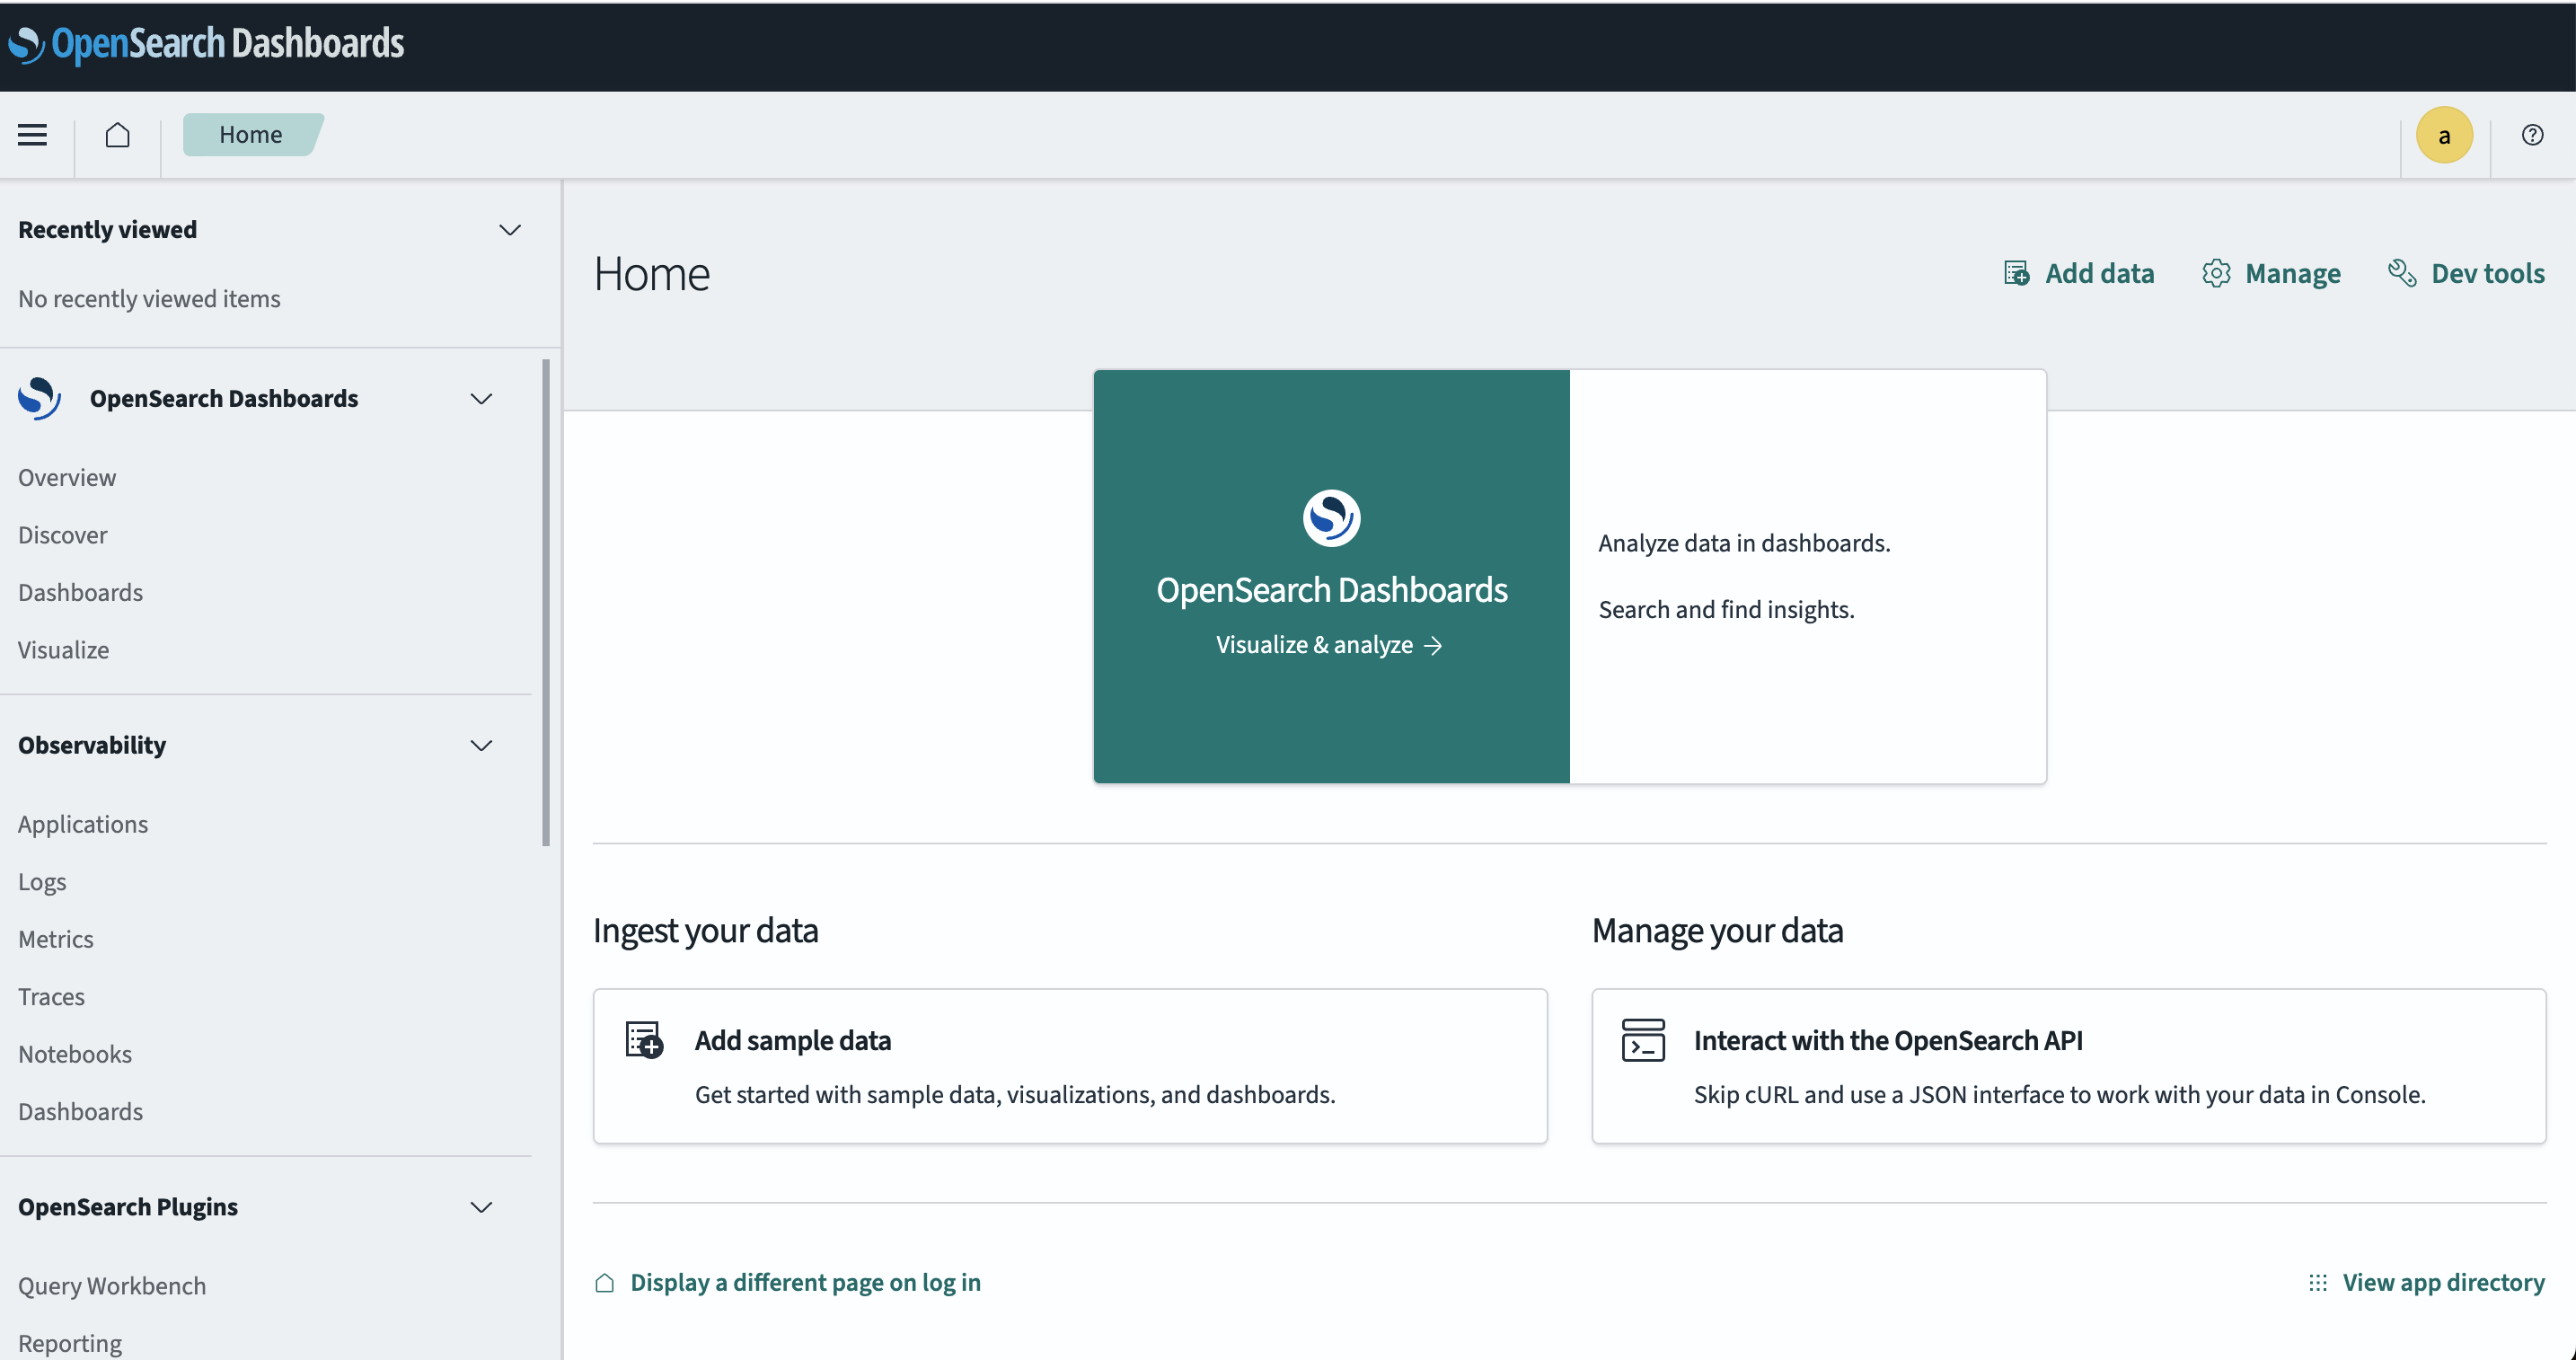 OpenSearch Dashboards
Home
a
Recently viewed
No recently viewed items
OpenSearch Dashboards
Overview
Discover
Dashboards
Visualize
Observability
Applications
Logs
Metrics
Traces
Notebooks
Dashboards
OpenSearch Plugins
Query Workbench
Reporting
Home
Add data
Manage
Dev tools
OpenSearch Dashboards
Visualize & analyze →
Analyze data in dashboards.
Search and find insights.
Ingest your data
Add sample data
Get started with sample data, visualizations, and dashboards.
Manage your data
Interact with the OpenSearch API
Skip cURL and use a JSON interface to work with your data in Console.
Display a different page on log in
View app directory